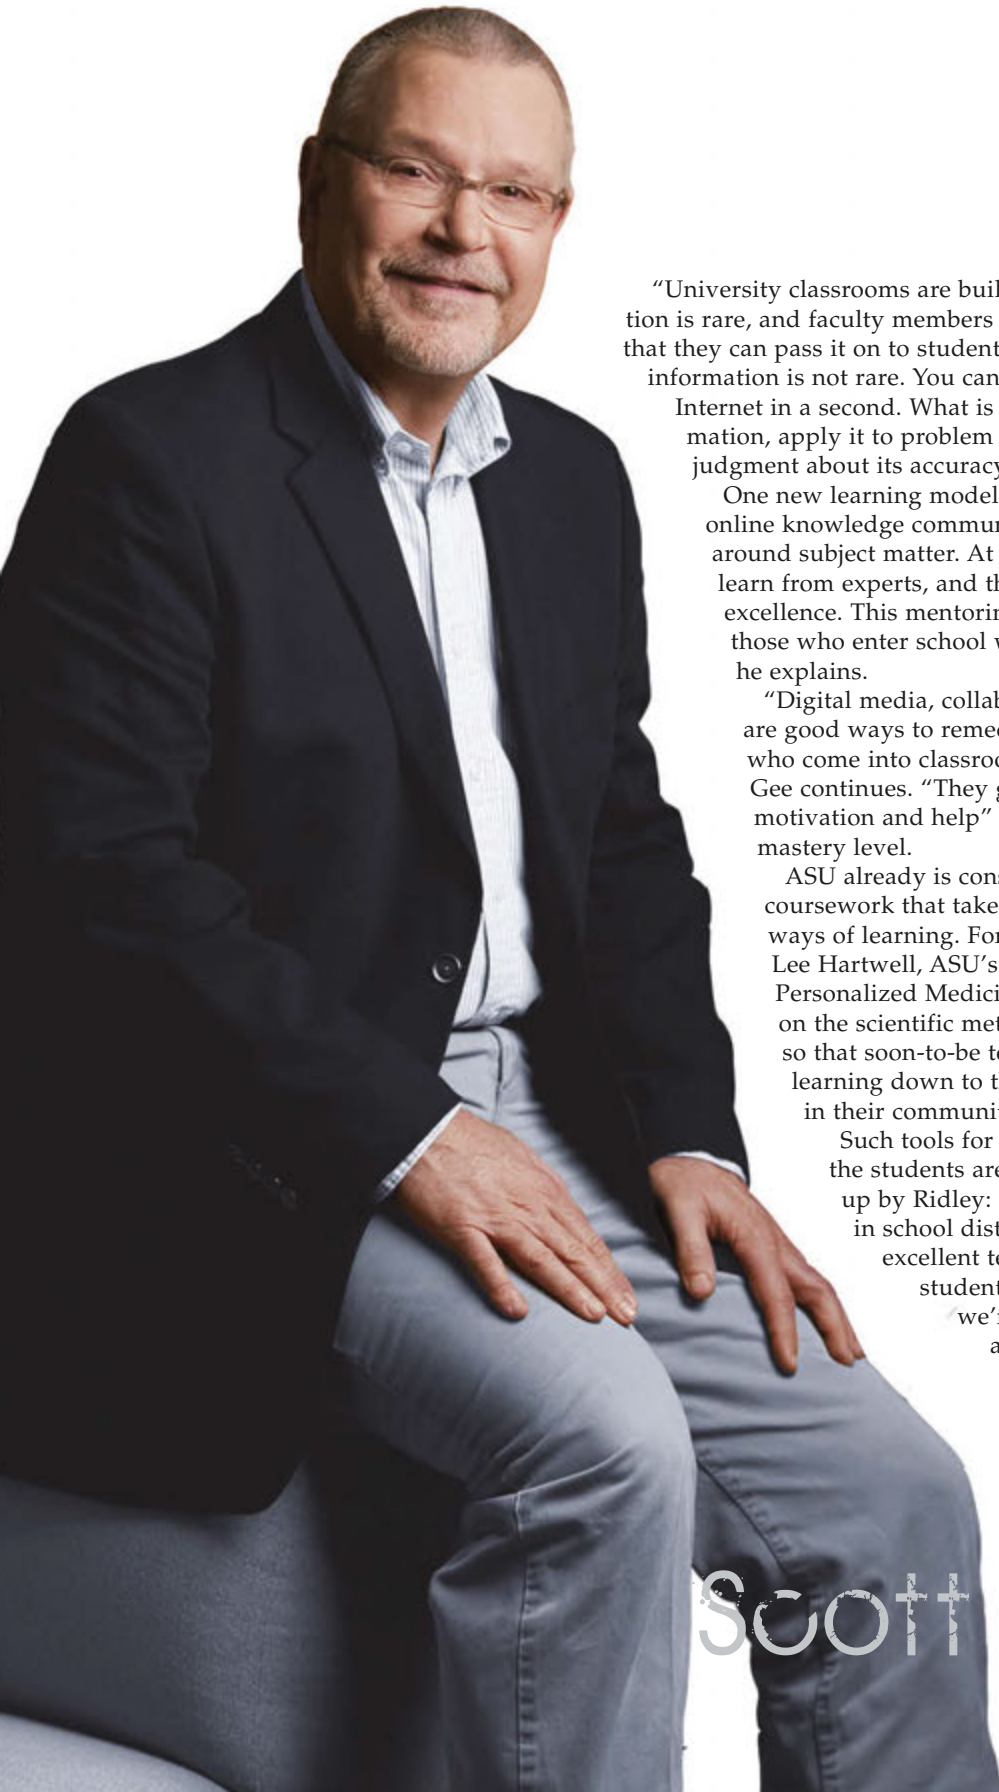 “University classrooms are buil
tion is rare, and faculty members
that they can pass it on to student
information is not rare. You can
Internet in a second. What is
mation, apply it to problem
judgment about its accuracy
One new learning model
online knowledge commun
around subject matter. At
learn from experts, and th
excellence. This mentorin
those who enter school w
he explains.
“Digital media, collab
are good ways to remed
who come into classroo
Gee continues. “They g
motivation and help”
mastery level.
ASU already is cons
coursework that take
ways of learning. For
Lee Hartwell, ASU’s
Personalized Medici
on the scientific met
so that soon-to-be te
learning down to t
in their communi
Such tools for
the students are
up by Ridley:
in school dist
excellent te
student
we’r
a
Scott